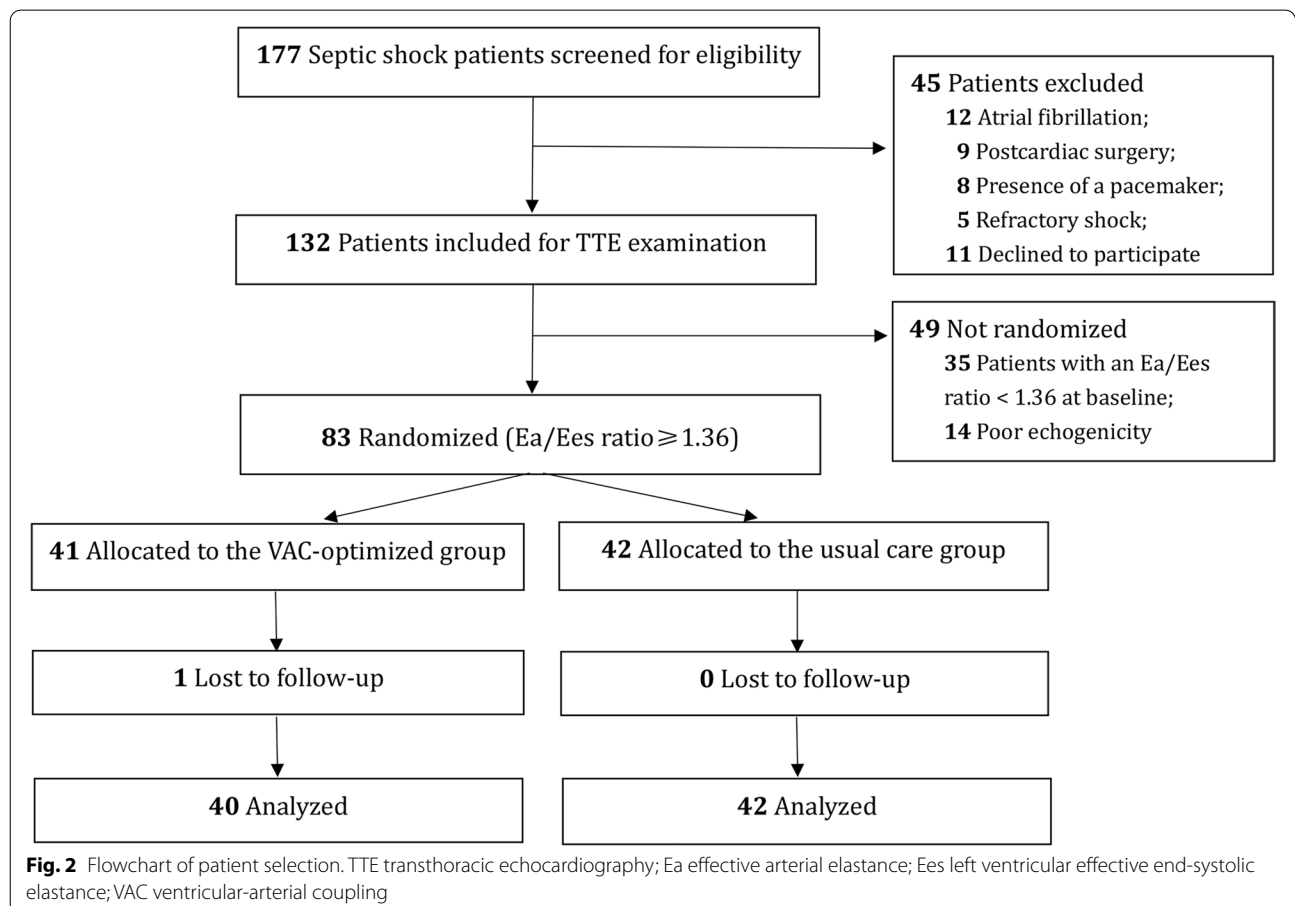 177 Septic shock patients screened for eligibility
45 Patients excluded
12 Atrial fibrillation;
9 Postcardiac surgery;
8 Presence of a pacemaker;
5 Refractory shock;
11 Declined to participate
132 Patients included for TTE examination
49 Not randomized
35 Patients with an Ea/Ees
ratio < 1.36 at baseline;
14 Poor echogenicity
83 Randomized (Ea/Ees ratio⩾1.36)
41 Allocated to the VAC-optimized group
42 Allocated to the usual care group
1 Lost to follow-up
0 Lost to follow-up
40 Analyzed
42 Analyzed
Fig. 2 Flowchart of patient selection. TTE transthoracic echocardiography; Ea effective arterial elastance; Ees left ventricular effective end-systolic
elastance; VAC ventricular-arterial coupling